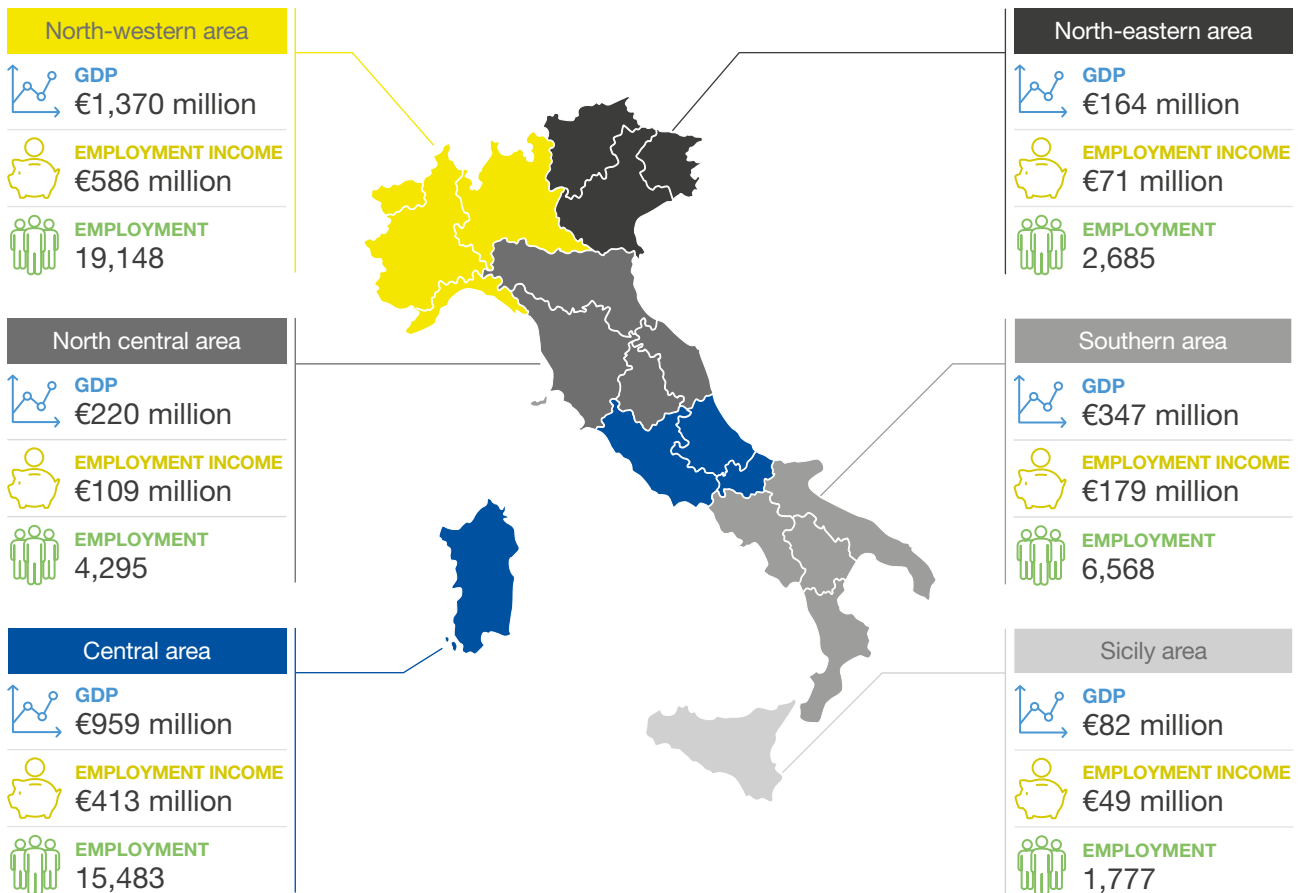 North-western area
GDP
€1,370 million
EMPLOYMENT INCOME
€586 million
EMPLOYMENT
19,148
North central area
GDP
€220 million
EMPLOYMENT INCOME
€109 million
EMPLOYMENT
4,295
Central area
GDP
€959 million
EMPLOYMENT INCOME
€413 million
EMPLOYMENT
15,483
North-eastern area
GDP
€164 million
EMPLOYMENT INCOME
€71 million
EMPLOYMENT
2,685
Southern area
GDP
€347 million
EMPLOYMENT INCOME
€179 million
EMPLOYMENT
6,568
Sicily area
GDP
€82 million
EMPLOYMENT INCOME
€49 million
EMPLOYMENT
1,777